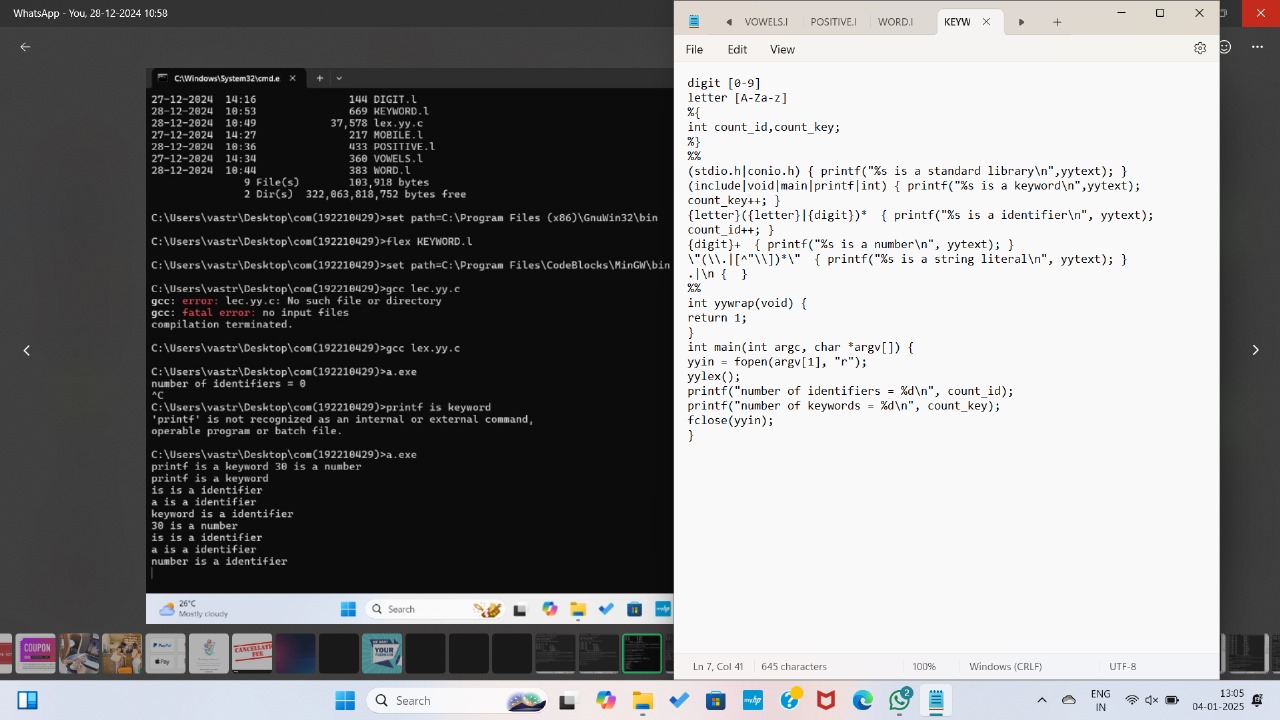 WhatsApp - You, 28-12-2024 10:58
C:\Windows\System32\cmd.e
27-12-2024 14:16 144 DIGIT.l
28-12-2024 10:53 669 KEYWORD.l
28-12-2024 10:49 37,578 lex.yy.c
27-12-2024 14:27 217 MOBILE.l
28-12-2024 10:36 433 POSITIVE.l
27-12-2024 14:34 360 VOWELS.l
28-12-2024 10:44 383 WORD.l
9 File(s) 103,918 bytes
2 Dir(s) 322,063,818,752 bytes free
C:\Users\vastr\Desktop\com(192210429)>set path=C:\Program Files (x86)\GnuWin32\bin
C:\Users\vastr\Desktop\com(192210429)>flex KEYWORD.l
C:\Users\vastr\Desktop\com(192210429)>set path=C:\Program Files\CodeBlocks\MinGW\bin
C:\Users\vastr\Desktop\com(192210429)>gcc lec.yy.c
gcc: error: lec.yy.c: No such file or directory
gcc: fatal error: no input files
compilation terminated.
C:\Users\vastr\Desktop\com(192210429)>gcc lex.yy.c
C:\Users\vastr\Desktop\com(192210429)>a.exe
number of identifiers = 0
^C
C:\Users\vastr\Desktop\com(192210429)>printf is keyword
'printf' is not recognized as an internal or external command,
operable program or batch file.
C:\Users\vastr\Desktop\com(192210429)>a.exe
printf is a keyword 30 is a number
printf is a keyword
is is a identifier
a is a identifier
keyword is a identifier
30 is a number
is is a identifier
a is a identifier
number is a identifier
26°C
Mostly cloudy
Search
VOWELS.l POSITIVE.l WORD.l KEYW
File Edit View
digit [0-9]
letter [A-Za-z]
%{
int count_id,count_key;
%}
%%
(stdio.h|conio.h) { printf("%s is a standard library\n",yytext); }
(include|void|main|printf|int) { printf("%s is a keyword\n",yytext);
count_key++; }
{letter}({letter}|{digit})* { printf("%s is a identifier\n", yytext);
count_id++; }
{digit}+ { printf("%s is a number\n", yytext); }
\"(\\.|[^"\\])*\" { printf("%s is a string literal\n", yytext); }
.|\n { }
%%
int yywrap(void) {
return 1;
}
int main(int argc, char *argv[]) {
yyin = fopen(argv[1], "r");
yylex();
printf("number of identifiers = %d\n", count_id);
printf("number of keywords = %d\n", count_key);
fclose(yyin);
}
Ln 7, Col 41 645 characters 100% Windows (CRLF) UTF-8
COUPON
PayPal
Pay
CANCELLATION
FEE
YOUR
Search
2
ENG
IN
13:05
04-01-2025